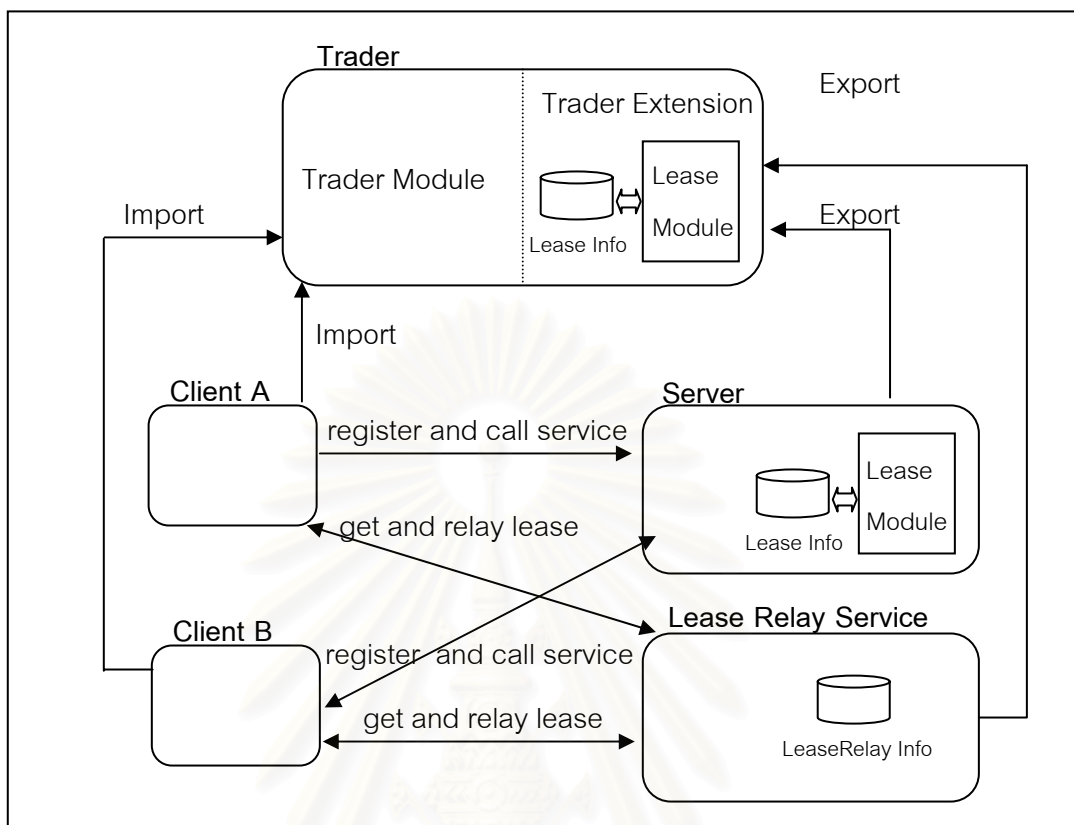 Trader
Export
Trader Extension
Trader Module
Lease
Module
Lease Info
Import
Export
Import
Client A
Server
register and call service
Lease
Module
Lease Info
get and relay lease
Lease Relay Service
Client B
register and call service
get and relay lease
LeaseRelay Info